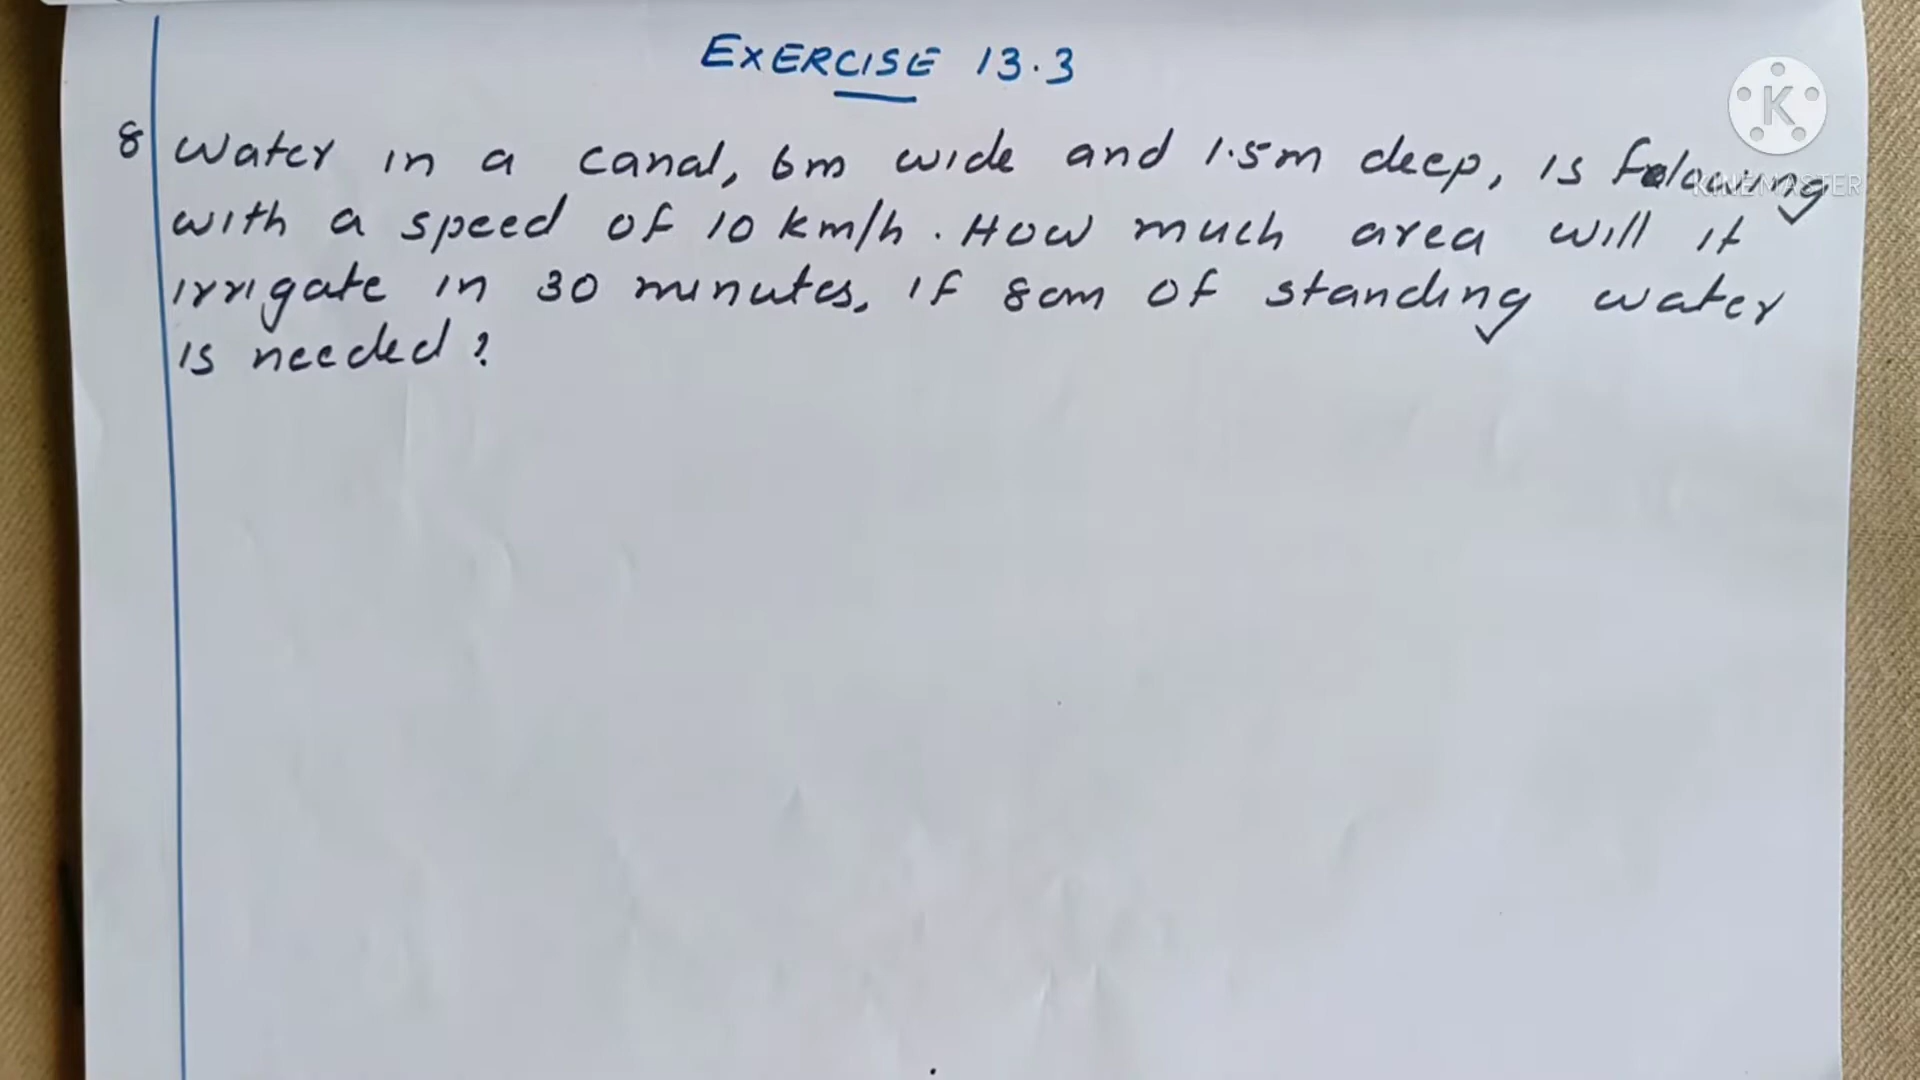 EXERCISE 13.3
8 Water in a canal, 6m wide and 1.5m deep, is folowing
with a speed of 10 km/h. How much area will it
irrigate in 30 minutes, if 8cm of standing water
is needed?
K
KINEMASTER